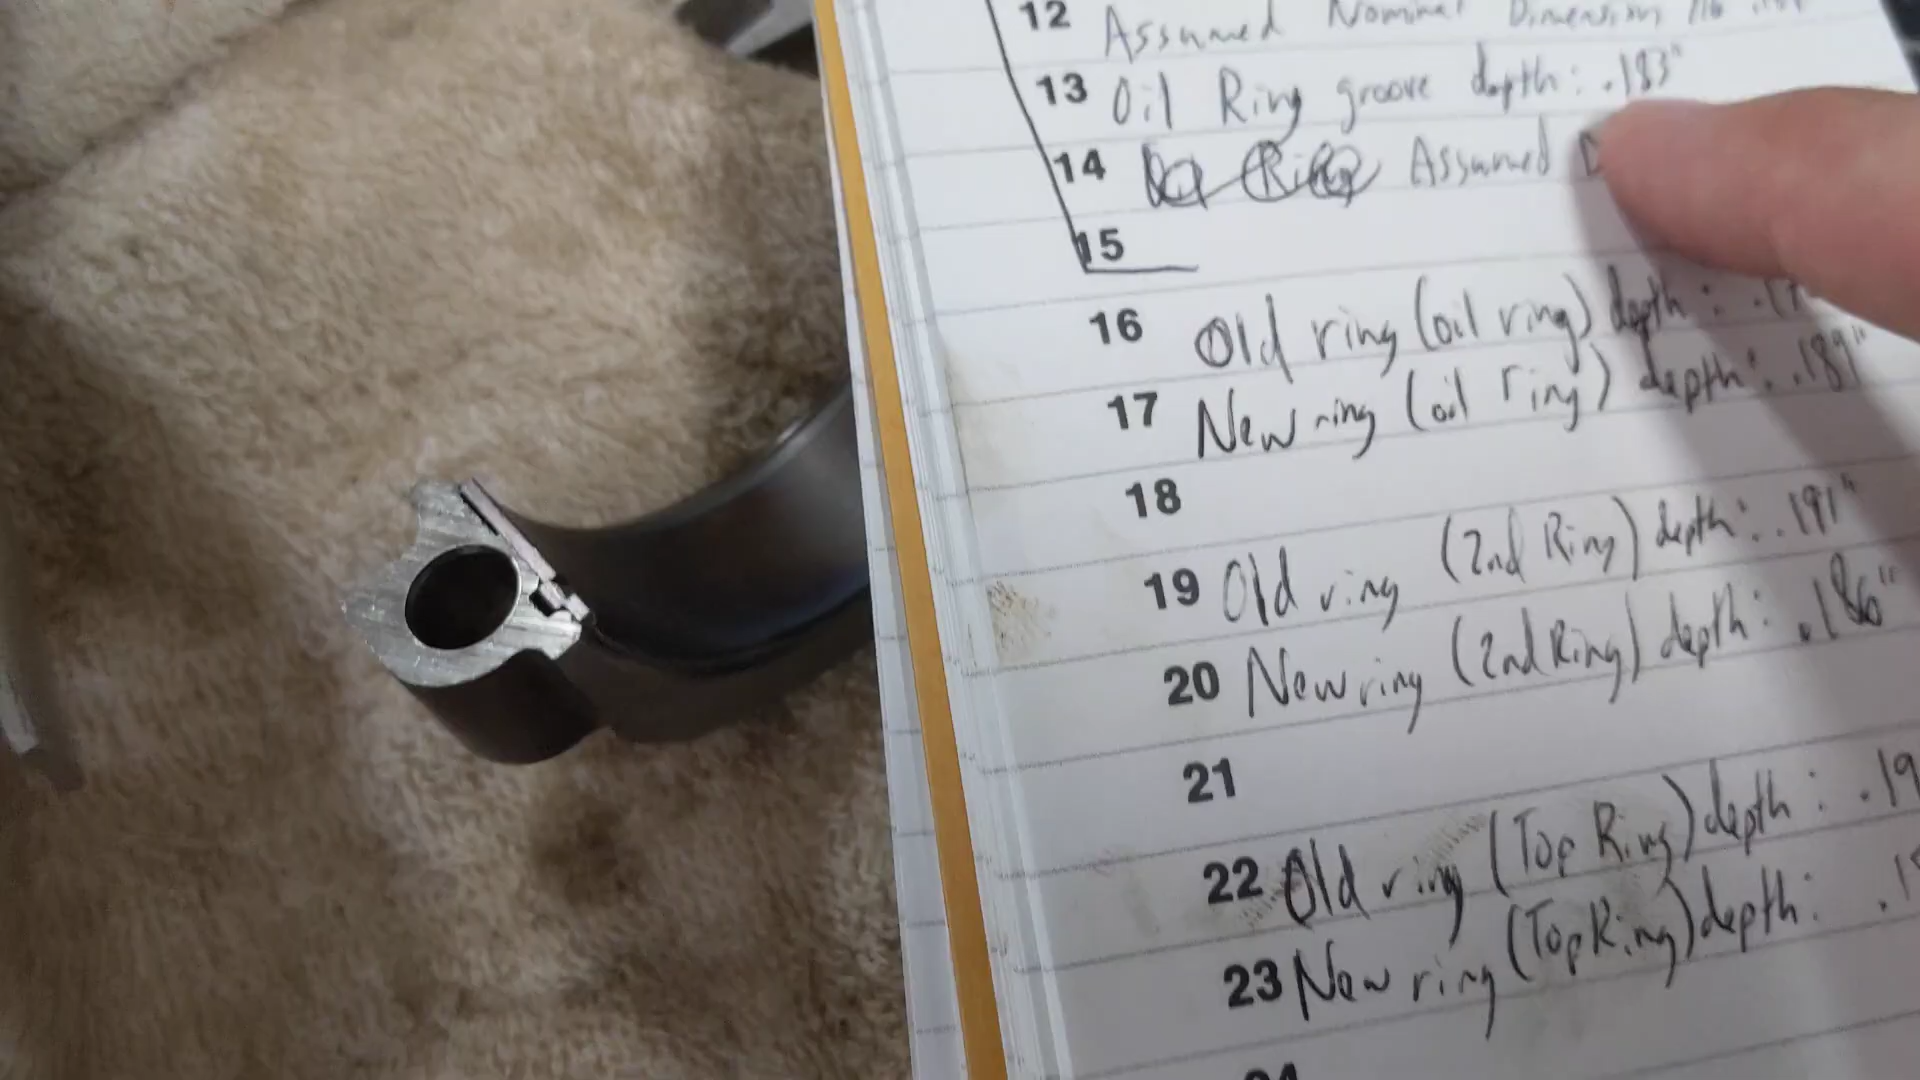 12 Assumed Nominal Dimension
13 Oil Ring groove depth: .183"
14 Assumed
15
16 Old ring (oil ring) depth:
17 New ring (oil ring) depth: .189"
18
19 Old ring (2nd Ring) depth: .191"
20 New ring (2nd Ring) depth: .186"
21
22 Old ring (Top Ring) depth: .19
23 New ring (Top Ring) depth: